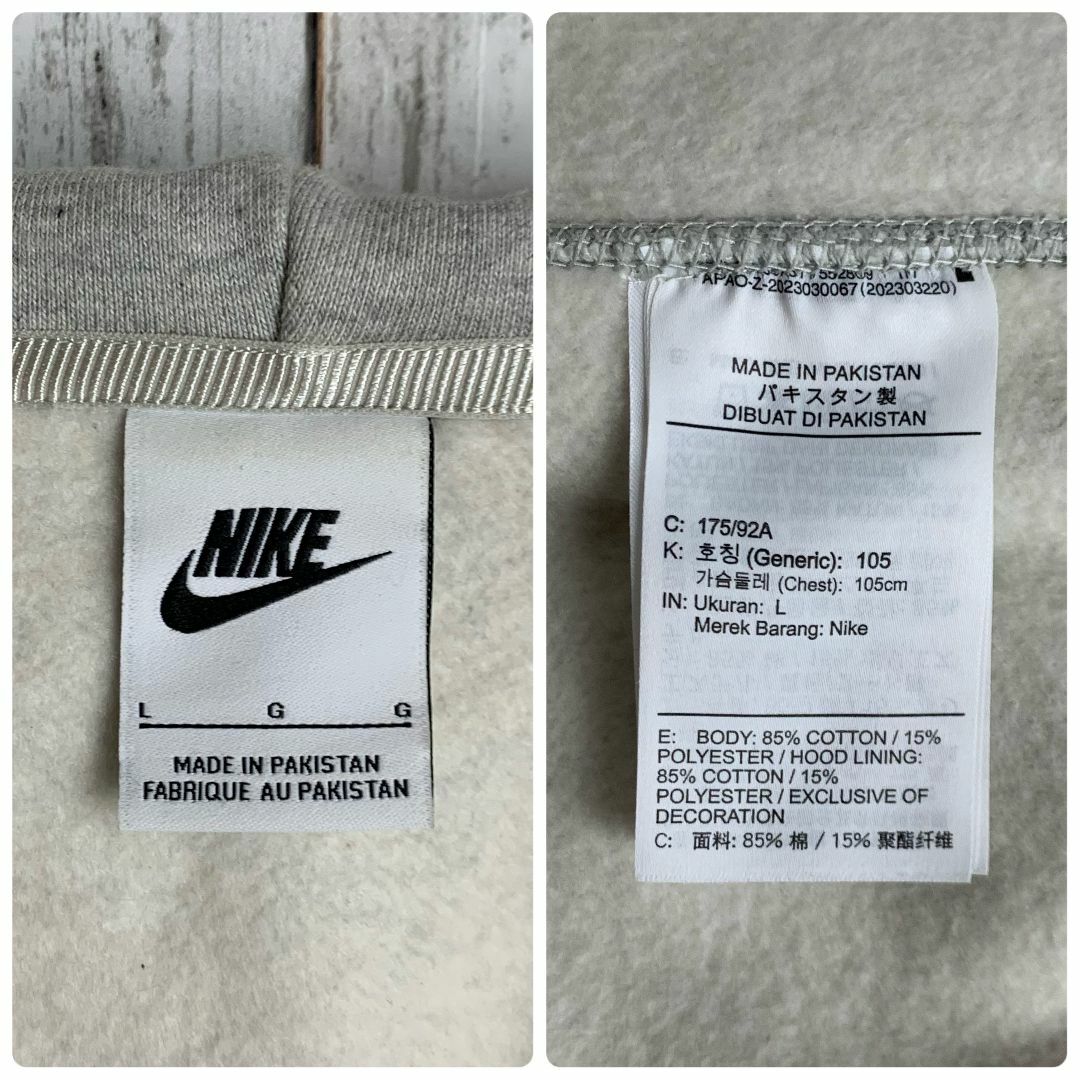 NIKE
L G G
MADE IN PAKISTAN
FABRIQUE AU PAKISTAN
L
APAO-Z-2023030067 (202303220)
MADE IN PAKISTAN
パキスタン製
DIBUAT DI PAKISTAN
C: 175/92A
K: 호칭 (Generic): 105
가슴둘레 (Chest): 105cm
IN: Ukuran: L
Merek Barang: Nike
E: BODY: 85% COTTON / 15%
POLYESTER / HOOD LINING:
85% COTTON / 15%
POLYESTER / EXCLUSIVE OF
DECORATION
C: 面料: 85% 棉 / 15% 聚酯纤维